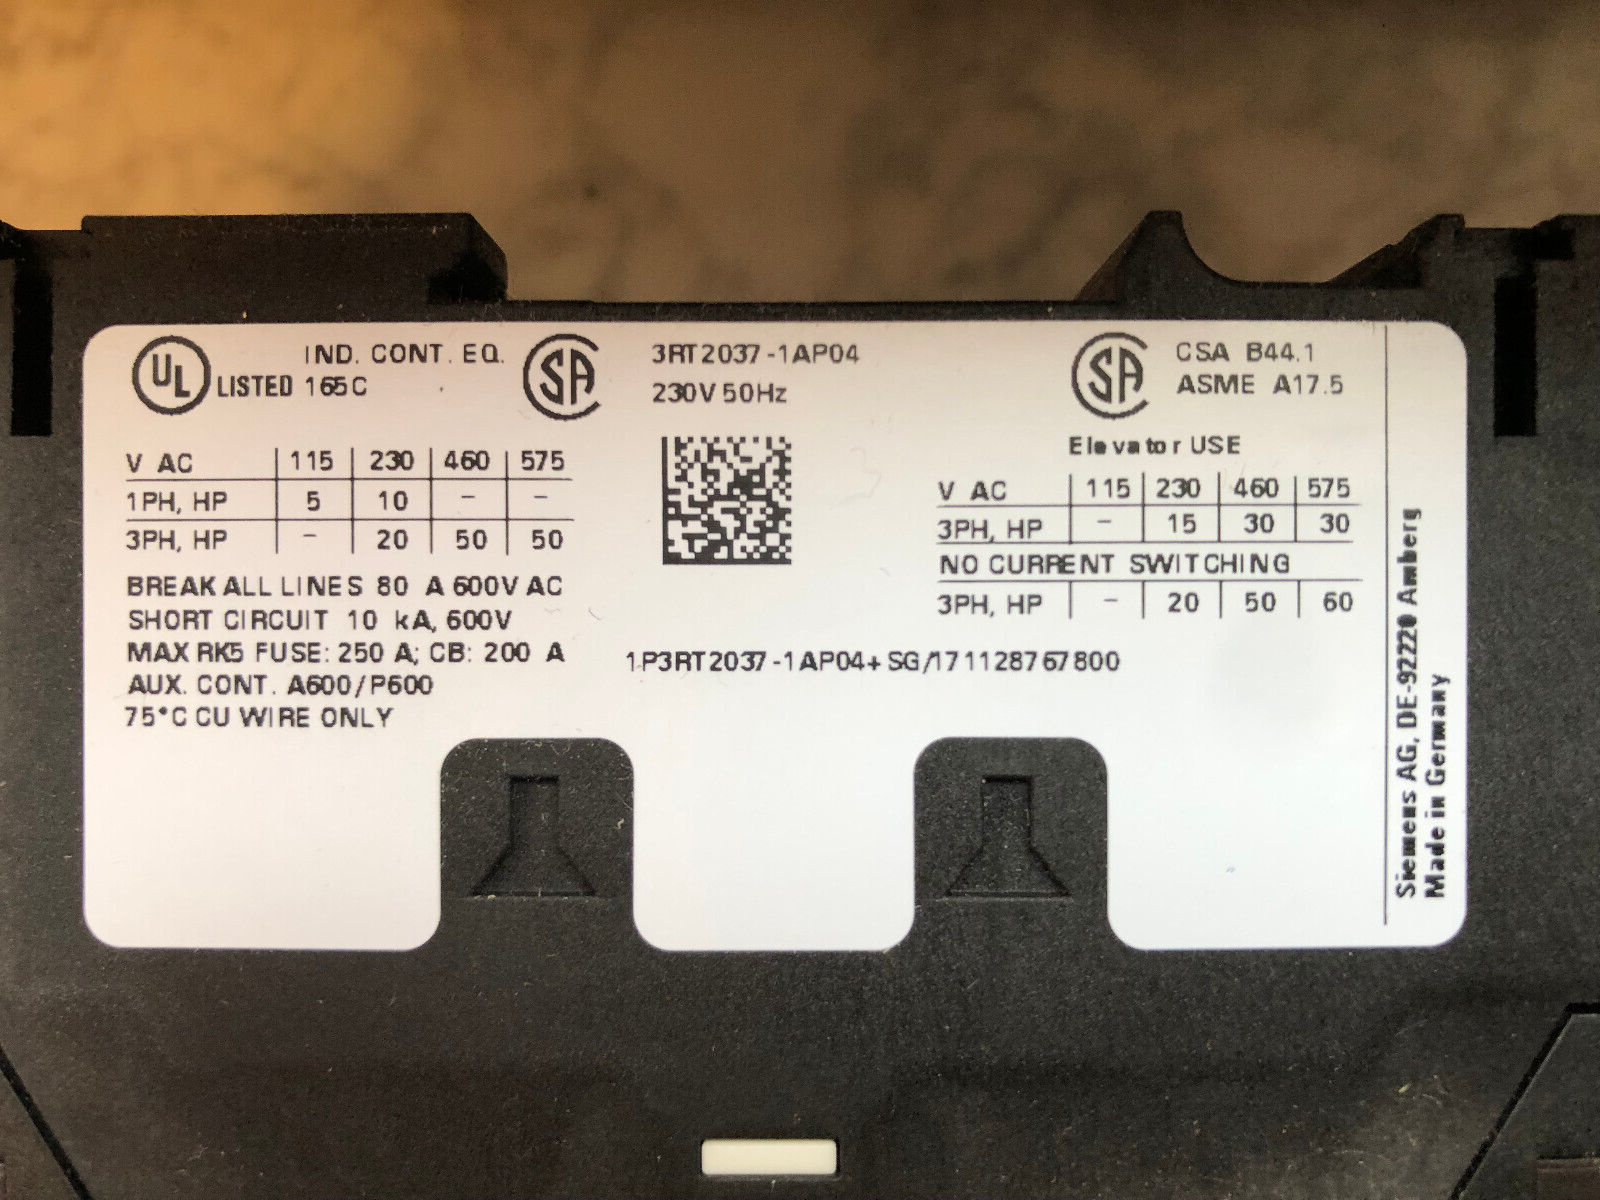 UL LISTED IND. CONT. EQ. 165C
SA
3RT2037-1AP04
230V 50Hz
V AC 115 230 460 575
1PH, HP 5 10 - -
3PH, HP - 20 50 50
BREAK ALL LINES 80 A 600V AC
SHORT CIRCUIT 10 kA, 600V
MAX RK5 FUSE: 250 A; CB: 200 A
AUX. CONT. A600/P600
75°C CU WIRE ONLY
1P3RT2037-1AP04+SG/171128767800
SA
CSA B44.1
ASME A17.5
Elevator USE
V AC 115 230 460 575
3PH, HP - 15 30 30
NO CURRENT SWITCHING
3PH, HP - 20 50 60
Siemens AG, DE-92220 Amberg
Made in Germany